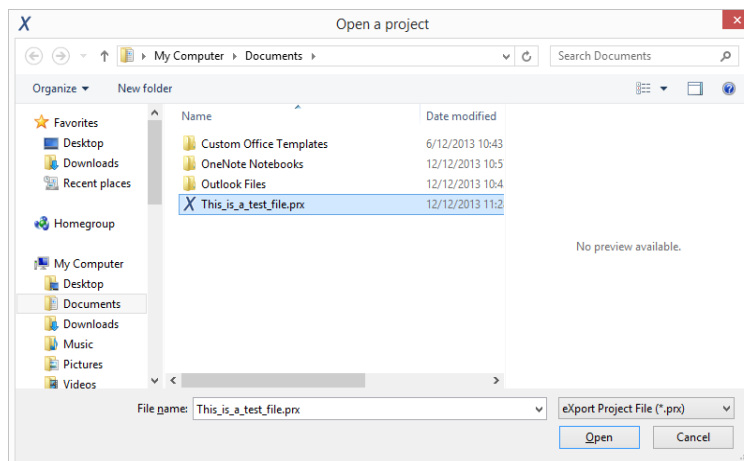 X Open a project x
My Computer Documents Search Documents
Organize New folder
Favorites
Desktop
Downloads
Recent places
Homegroup
My Computer
Desktop
Documents
Downloads
Music
Pictures
Videos
Name Date modified
Custom Office Templates 6/12/2013 10:43
OneNote Notebooks 12/12/2013 10:5
Outlook Files 12/12/2013 10:4
X This_is_a_test_file.prx 12/12/2013 11:2
No preview available.
File name: This_is_a_test_file.prx eXport Project File (*.prx)
Open Cancel